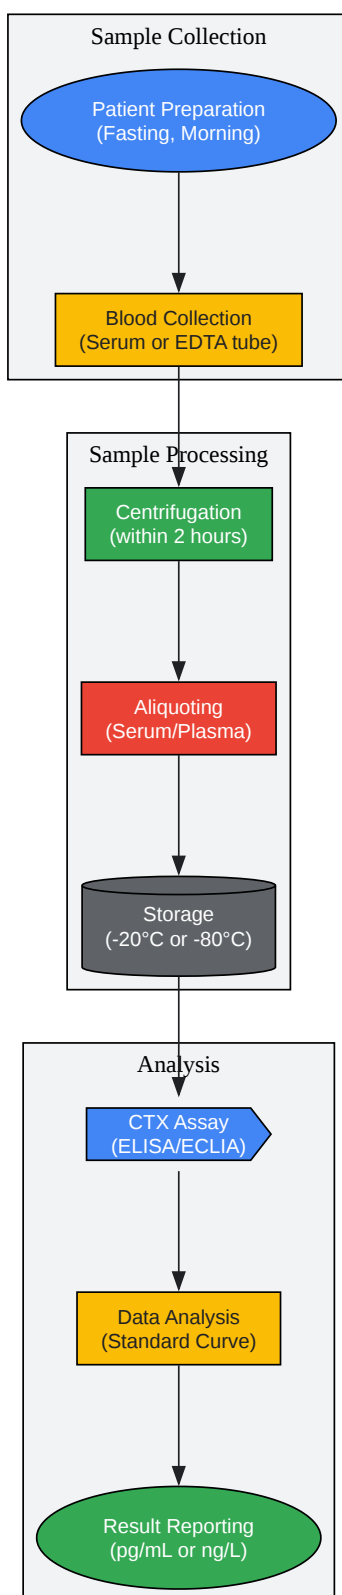 Sample Collection
Patient Preparation
(Fasting, Morning)
Blood Collection
(Serum or EDTA tube)
Sample Processing
Centrifugation
(within 2 hours)
Aliquoting
(Serum/Plasma)
Storage
(-20°C or -80°C)
Analysis
CTX Assay
(ELISA/ECLIA)
Data Analysis
(Standard Curve)
Result Reporting
(pg/mL or ng/L)